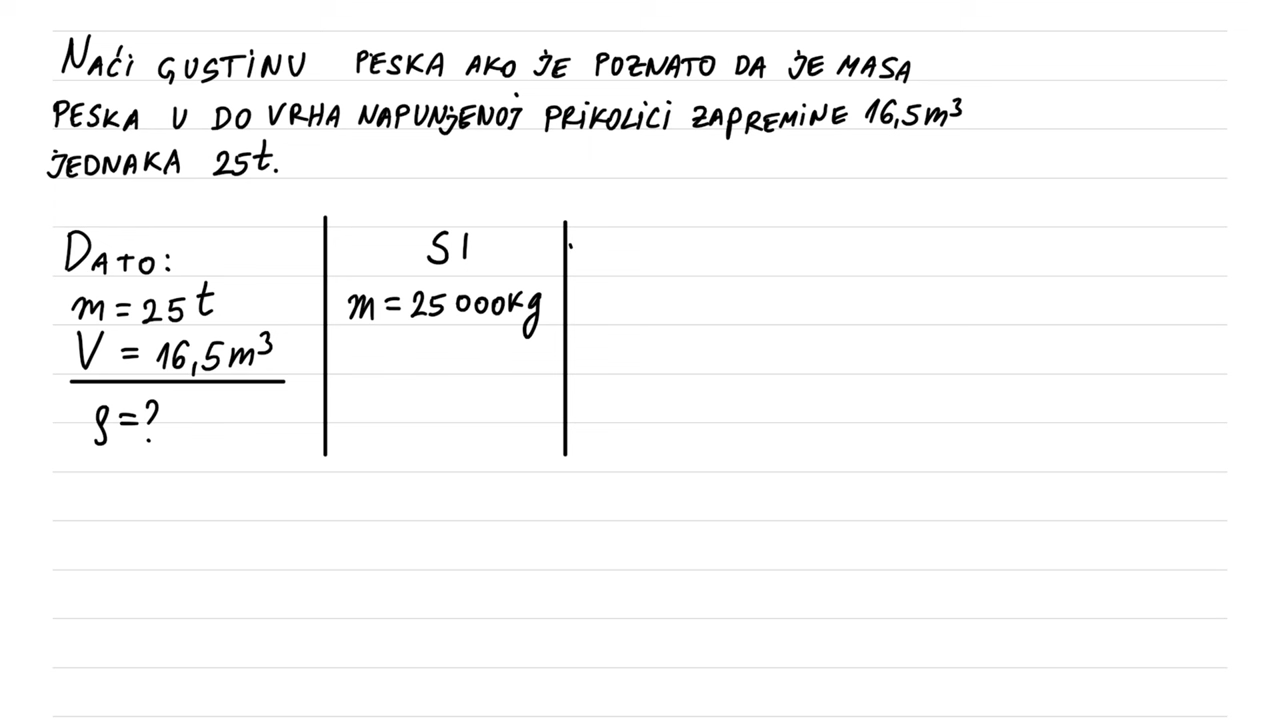 NAĆI GUSTINU PESKA AKO JE POZNATO DA JE MASA
PESKA U DO VRHA NAPUNJENOJ PRIKOLICI ZAPREMINE 16,5m³
JEDNAKA 25t.
DATO:
m = 25 t
V = 16,5m³
ρ = ?
SI
m = 25 000kg